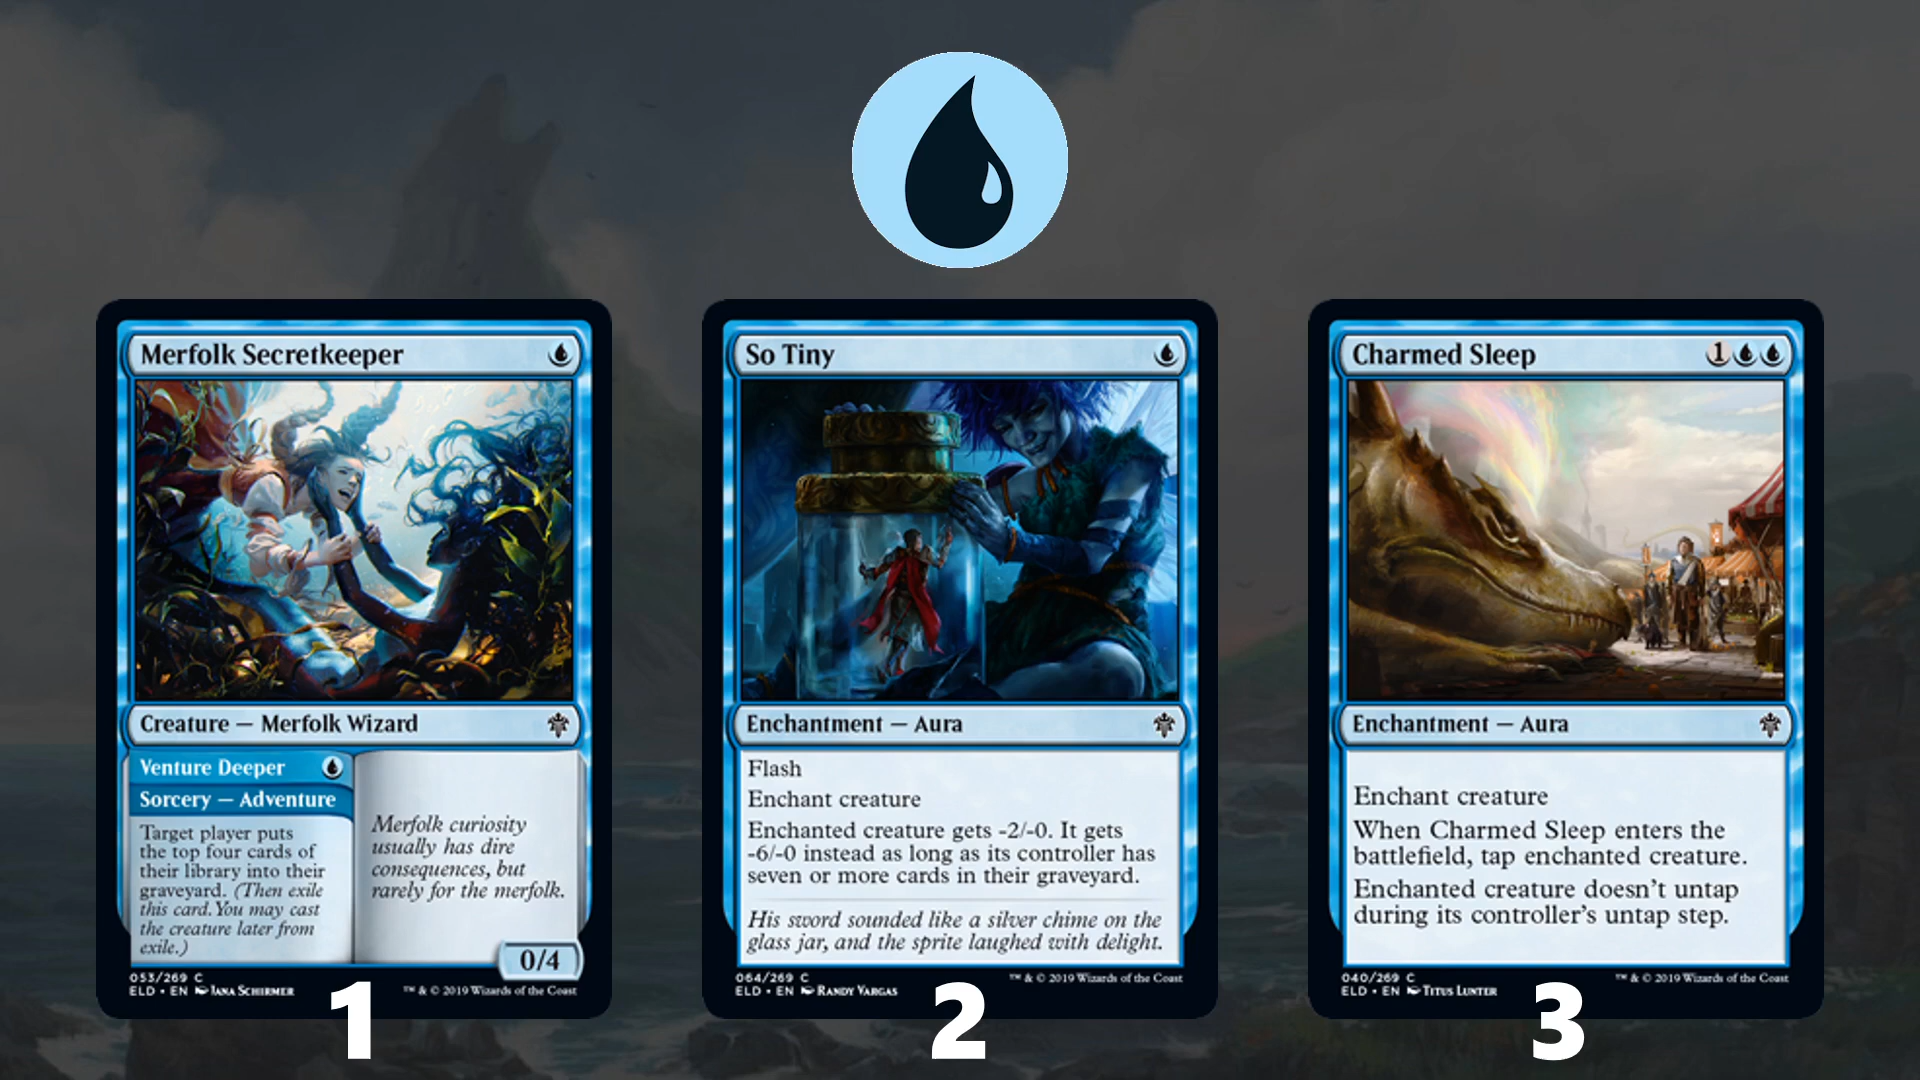 Merfolk Secretkeeper
Creature — Merfolk Wizard
Venture Deeper
Sorcery — Adventure
Target player puts
the top four cards of
their library into their
graveyard. (Then exile
this card. You may cast
the creature later from
exile.)
Merfolk curiosity
usually has dire
consequences, but
rarely for the merfolk.
0/4
053/269 C
ELD • EN JANA SCHIRMER
™ & © 2019 Wizards of the Coast
1
So Tiny
Enchantment — Aura
Flash
Enchant creature
Enchanted creature gets -2/-0. It gets
-6/-0 instead as long as its controller has
seven or more cards in their graveyard.
His sword sounded like a silver chime on the
glass jar, and the sprite laughed with delight.
064/269 C
ELD • EN RANDY VARGAS
™ & © 2019 Wizards of the Coast
2
Charmed Sleep 1
Enchantment — Aura
Enchant creature
When Charmed Sleep enters the
battlefield, tap enchanted creature.
Enchanted creature doesn't untap
during its controller's untap step.
040/269 C
ELD • EN TITUS LUNTER
™ & © 2019 Wizards of the Coast
3